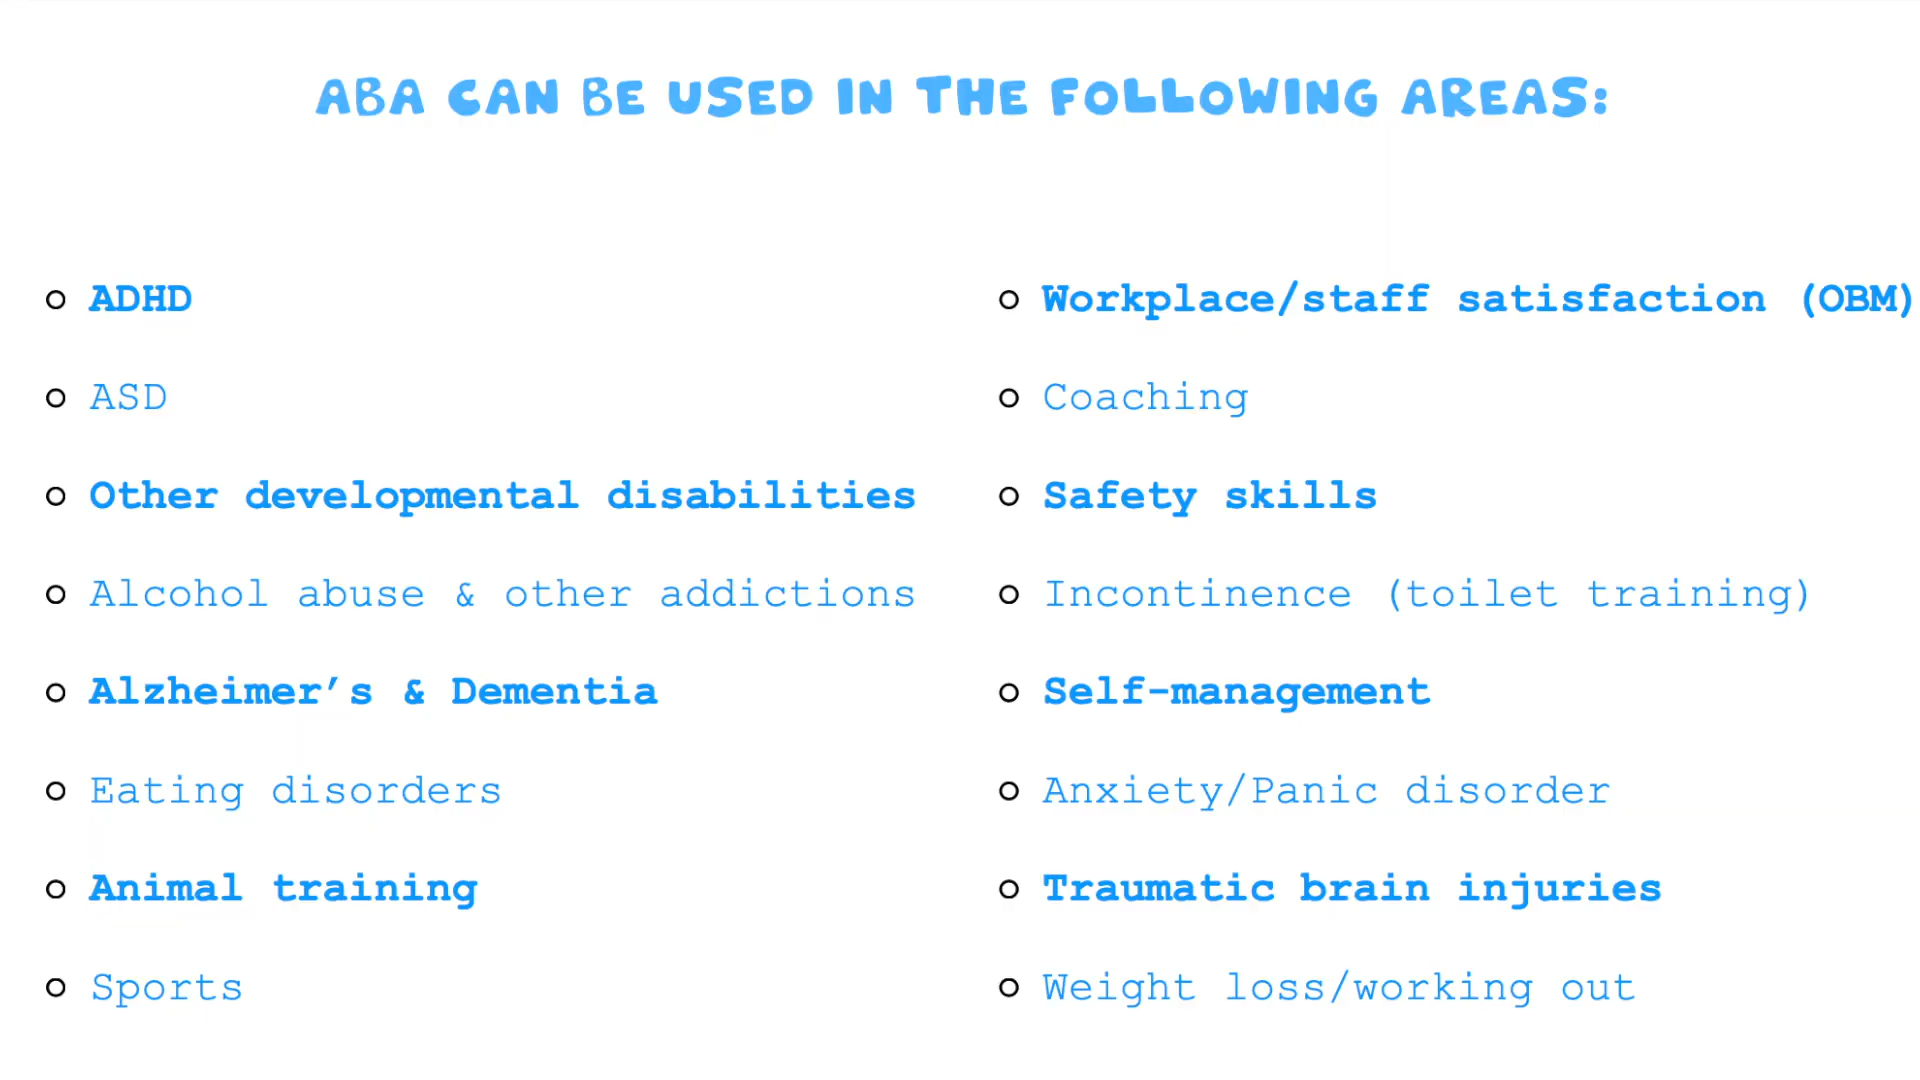 ABA CAN BE USED IN THE FOLLOWING AREAS:
ADHD
ASD
Other developmental disabilities
Alcohol abuse & other addictions
Alzheimer’s & Dementia
Eating disorders
Animal training
Sports
Workplace/staff satisfaction (OBM)
Coaching
Safety skills
Incontinence (toilet training)
Self-management
Anxiety/Panic disorder
Traumatic brain injuries
Weight loss/working out